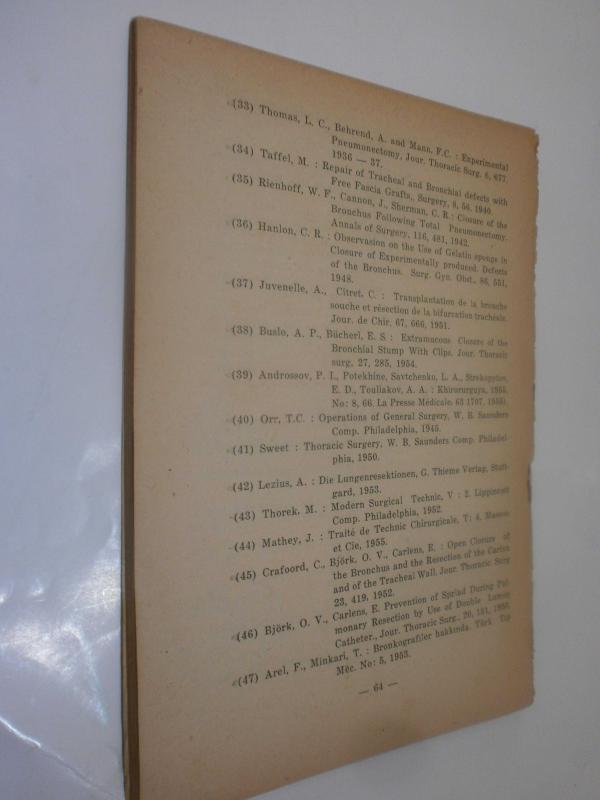 (33) Thomas, L. C., Behrend, A. and Mann, F.C. : Experimental
Pneumonectomy, Jour. Thoracic Surg. 6, 677,
1936 — 37.
(34) Taffel, M. : Repair of Tracheal and Bronchial defects with
Free Fascia Grafts,. Surgery, 8, 56, 1940.
(35) Rienhoff, W. F., Cannon, J., Sherman, C. R.: Closure of the
Bronchus Following Total Pneumonectomy.
Annals of Surgery, 116, 481, 1942.
(36) Hanlon, C. R. : Observasion on the Use of Gelatin sponge in
Closure of Experimentally produced. Defects
of the Bronchus. Surg. Gyn. Obst., 86, 551,
1948.
(37) Juvenelle, A., Citret. C. : Transplantation de la bronche
souche et résection de la bifurcation trachéale.
Jour. de Chir. 67, 666, 1951.
(38) Buslo, A. P., Bücherl, E. S : Extramucous Closure of the
Bronchial Stump With Clips. Jour. Thoracic
surg. 27, 285, 1954.
(39) Androssov, P. I., Potekhine, Savtchenko, L. A., Strekopytov,
E. D., Touliakov, A. A. : Khirururguya, 1955,
No: 8, 66. La Presse Médicale. 63 1707, 1955).
(40) Orr, T.C. : Operations of General Surgery, W. B. Saunders
Comp. Philadelphia, 1945.
(41) Sweet : Thoracic Surgery, W. B. Saunders Comp. Philadel-
phia, 1950.
(42) Lezius, A. : Die Lungenresektionen, G. Thieme Verlag, Stutt-
gard, 1953.
(43) Thorek, M. : Modern Surgical Technic, V : 2. Lippincott
Comp. Philadelphia, 1952.
(44) Mathey, J. : Traité de Technic Chirurgicale, T: 4, Masson
et Cie, 1955.
(45) Crafoord, C., Björk, O. V., Carlens, E. : Open Closure of
the Bronchus and the Resection of the Carina
and of the Tracheal Wall. Jour. Thoracic Surg
23, 419, 1952.
(46) Björk, O. V., Carlens, E. Prevention of Spriad During Pul-
monary Resection by Use of Double Lumen
Catheter., Jour. Thoracic Surg., 20, 151, 1950.
(47) Arel, F., Minkari, T. : Bronkografiler hakkında. Türk Tıp
Méc. No: 5, 1953.
— 64 —